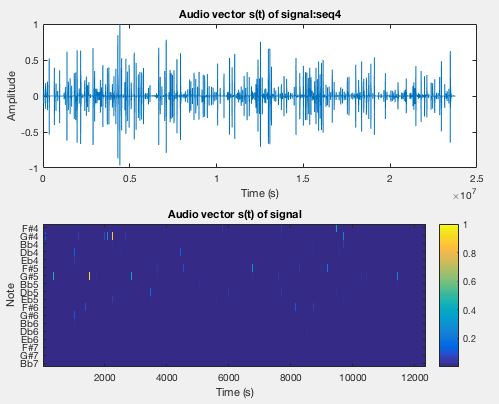 Audio vector s(t) of signal:seq4
1
0.5
0
-0.5
-1
Amplitude
0 0.5 1 1.5 2 2.5
Time (s)
×10⁷
Audio vector s(t) of signal
F#4
G#4
Bb4
Db4
Eb4
F#5
G#5
Bb5
Db5
Eb5
F#6
G#6
Bb6
Db6
Eb6
F#7
G#7
Bb7
Note
2000 4000 6000 8000 10000 12000
Time (s)
1
0.8
0.6
0.4
0.2